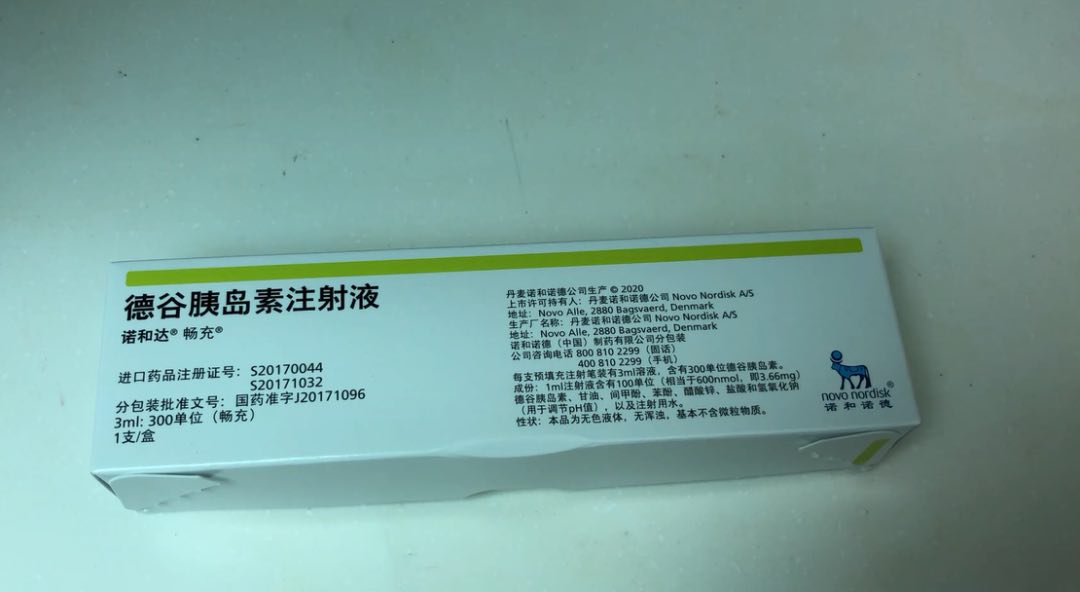 德谷胰岛素注射液
诺和达® 畅充®
进口药品注册证号：S20170044
S20171032
分包装批准文号：国药准字J20171096
3ml: 300单位（畅充）
1支/盒
丹麦诺和诺德公司生产 © 2020
上市许可持有人：丹麦诺和诺德公司 Novo Nordisk A/S
地址：Novo Alle, 2880 Bagsvaerd, Denmark
生产厂名称：丹麦诺和诺德公司 Novo Nordisk A/S
地址：Novo Alle, 2880 Bagsvaerd, Denmark
诺和诺德（中国）制药有限公司分包装
公司咨询电话 800 810 2299（固话）
400 810 2299（手机）
每支预填充注射笔装有3ml溶液，含有300单位德谷胰岛素。
成份：1ml注射液含有100单位（相当于600nmol，即3.66mg）
德谷胰岛素、甘油、间甲酚、苯酚、醋酸锌、盐酸和氢氧化钠
（用于调节pH值），以及注射用水。
性状：本品为无色液体，无浑浊，基本不含微粒物质。
novo nordisk®
诺和诺德